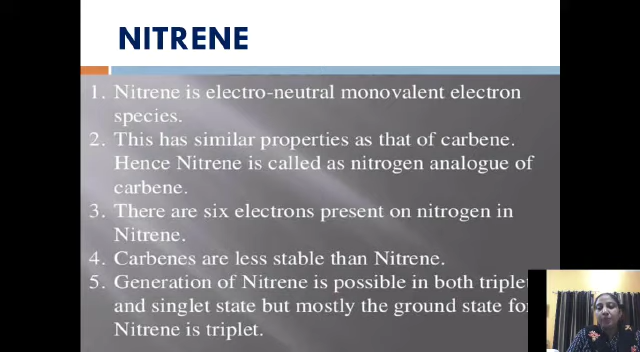 NITRENE
1. Nitrene is electro-neutral monovalent electron
species.
2. This has similar properties as that of carbene.
Hence Nitrene is called as nitrogen analogue of
carbene.
3. There are six electrons present on nitrogen in
Nitrene.
4. Carbenes are less stable than Nitrene.
5. Generation of Nitrene is possible in both triplet
and singlet state but mostly the ground state for
Nitrene is triplet.